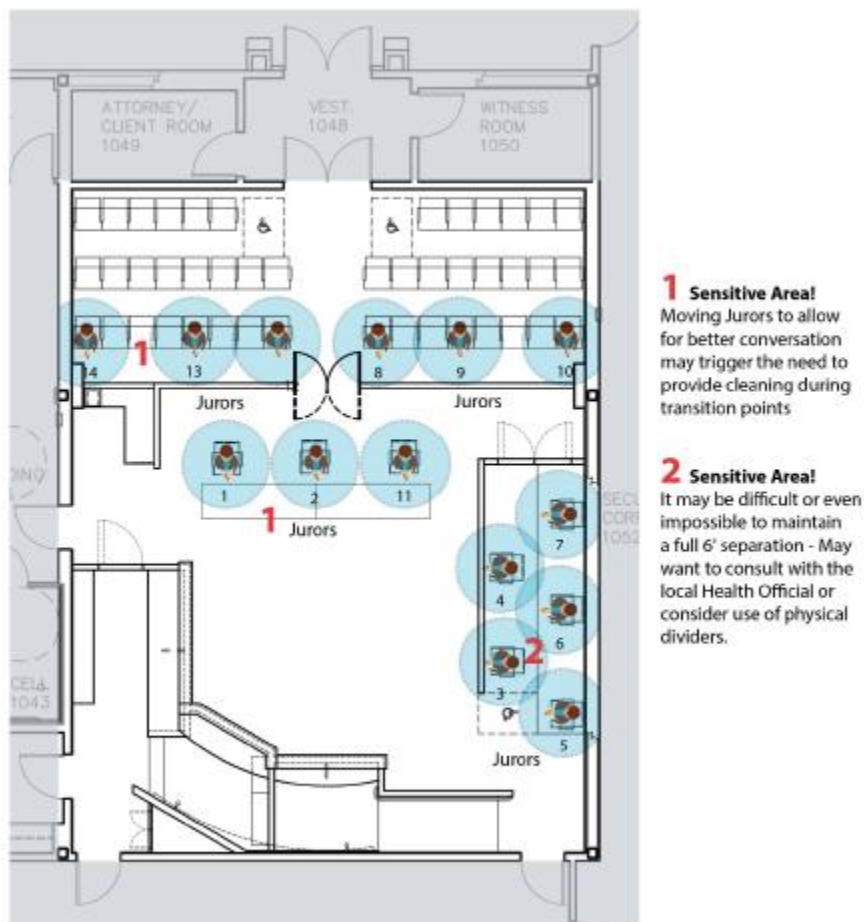 ATTORNEY/
CLIENT ROOM
1049
VEST.
1048
WITNESS
ROOM
1050
1
14
13
8
9
10
Jurors
Jurors
1
2
11
1
Jurors
7
4
6
2
3
5
Jurors
CELL
1043
1052
1 Sensitive Area!
Moving Jurors to allow
for better conversation
may trigger the need to
provide cleaning during
transition points
2 Sensitive Area!
It may be difficult or even
impossible to maintain
a full 6' separation - May
want to consult with the
local Health Official or
consider use of physical
dividers.